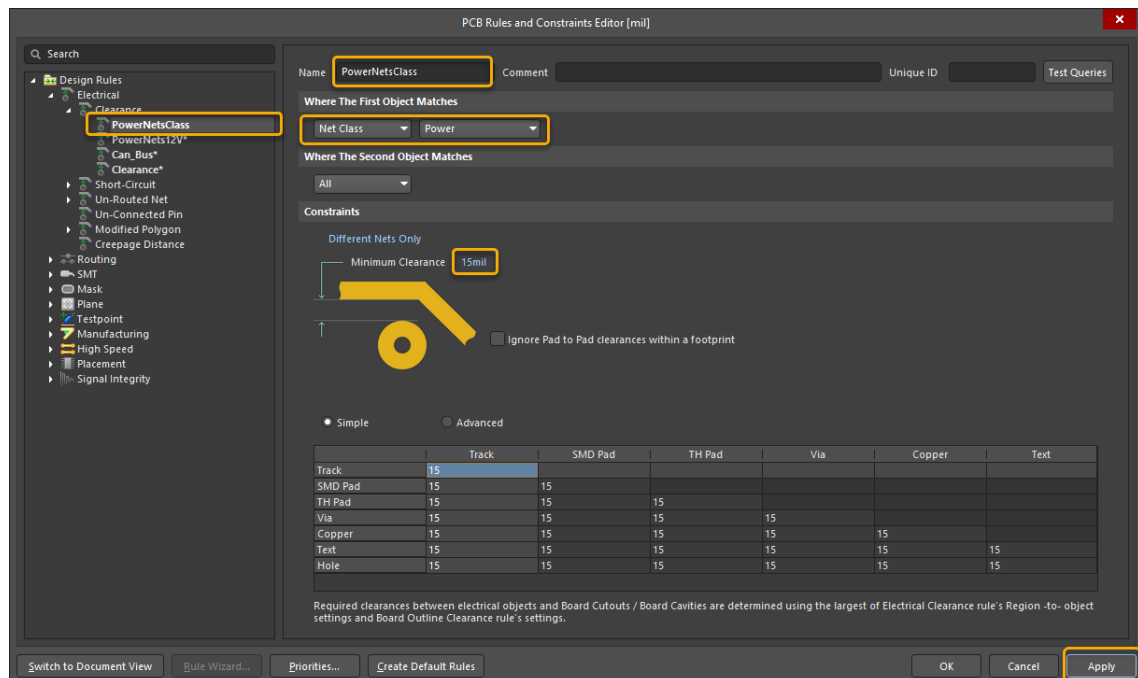 PCB Rules and Constraints Editor [mil]
Search
Design Rules
Electrical
Clearance
PowerNetsClass
PowerNets12V*
Can_Bus*
Clearance*
Short-Circuit
Un-Routed Net
Un-Connected Pin
Modified Polygon
Creepage Distance
Routing
SMT
Mask
Plane
Testpoint
Manufacturing
High Speed
Placement
Signal Integrity
Name PowerNetsClass Comment Unique ID Test Queries
Where The First Object Matches
Net Class Power
Where The Second Object Matches
All
Constraints
Different Nets Only
Minimum Clearance 15mil
Ignore Pad to Pad clearances within a footprint
Simple Advanced
Track SMD Pad TH Pad Via Copper Text
Track 15
SMD Pad 15 15
TH Pad 15 15 15
Via 15 15 15 15
Copper 15 15 15 15 15
Text 15 15 15 15 15 15
Hole 15 15 15 15 15 15
Required clearances between electrical objects and Board Cutouts / Board Cavities are determined using the largest of Electrical Clearance rule's Region -to- object
settings and Board Outline Clearance rule's settings.
Switch to Document View Rule Wizard... Priorities... Create Default Rules OK Cancel Apply